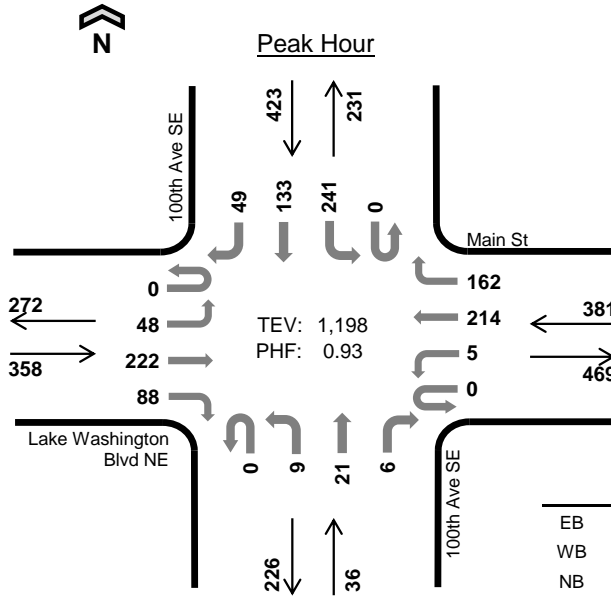 N
Peak Hour
423
231
100th Ave SE
49
133
241
0
Main St
0
162
272
48
TEV: 1,198
214
381
358
222
PHF: 0.93
5
469
88
0
Lake Washington
Blvd NE
0
9
21
6
100th Ave SE
226
36
EB
WB
NB